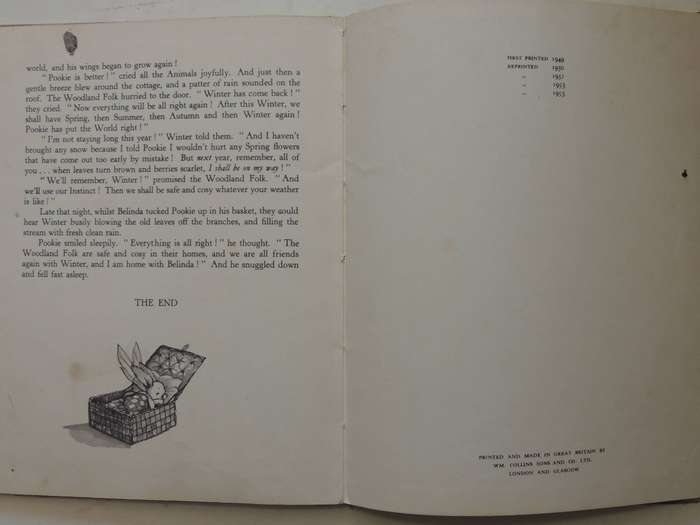 world, and his wings began to grow again !
“ Pookie is better! ” cried all the Animals joyfully. And just then a
gentle breeze blew around the cottage, and a patter of rain sounded on the
roof. The Woodland Folk hurried to the door. “ Winter has come back ! ”
they cried. “ Now everything will be all right again ! After this Winter, we
shall have Spring, then Summer, then Autumn and then Winter again !
Pookie has put the World right ! ”
“ I'm not staying long this year ! ” Winter told them. “ And I haven't
brought any snow because I told Pookie I wouldn't hurt any Spring flowers
that have come out too early by mistake ! But next year, remember, all of
you . . . when leaves turn brown and berries scarlet, I shall be on my way ! ”
“ We'll remember, Winter! ” promised the Woodland Folk. “ And
we'll use our Instinct ! Then we shall be safe and cosy whatever your weather
is like ! ”
Late that night, whilst Belinda tucked Pookie up in his basket, they could
hear Winter busily blowing the old leaves off the branches, and filling the
stream with fresh clean rain.
Pookie smiled sleepily. “ Everything is all right ! ” he thought. “ The
Woodland Folk are safe and cosy in their homes, and we are all friends
again with Winter, and I am home with Belinda ! ” And he snuggled down
and fell fast asleep.
THE END
FIRST PRINTED 1949
REPRINTED 1950
„ 1951
„ 1953
„ 1955
PRINTED AND MADE IN GREAT BRITAIN BY
WM. COLLINS SONS AND CO. LTD.
LONDON AND GLASGOW